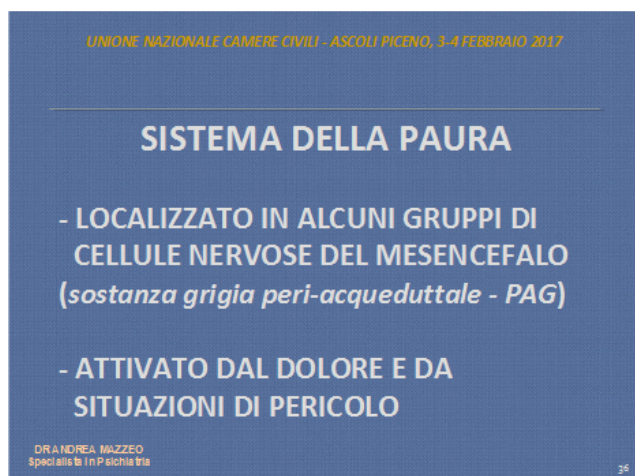 UNIONE NAZIONALE CAMERE CIVILI - ASCOLI PICENO, 3-4 FEBBRAIO 2017
SISTEMA DELLA PAURA
- LOCALIZZATO IN ALCUNI GRUPPI DI
CELLULE NERVOSE DEL MESENCEFALO
(sostanza grigia peri-acqueduttale - PAG)
- ATTIVATO DAL DOLORE E DA
SITUAZIONI DI PERICOLO
DR ANDREA MAZZEO
Specialista in Psichiatria
36